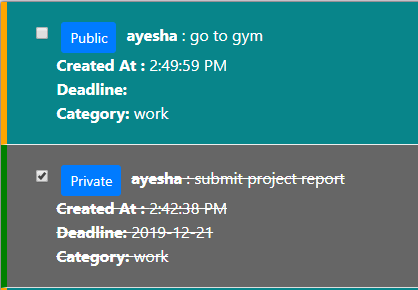 Public ayesha : go to gym
Created At : 2:49:59 PM
Deadline:
Category: work
Private ayesha : submit project report
Created At : 2:42:38 PM
Deadline: 2019-12-21
Category: work